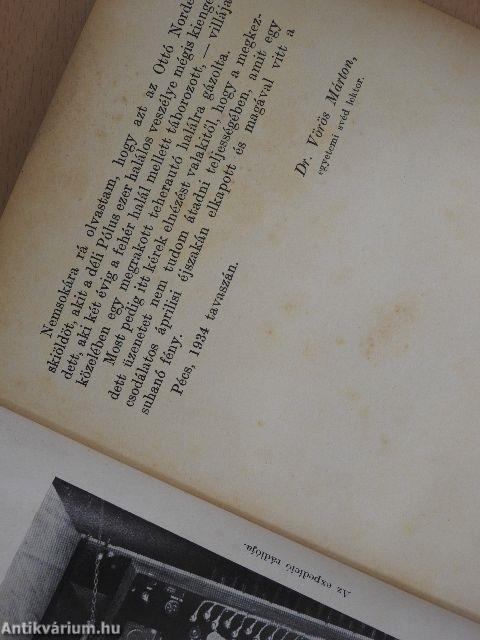 Nemsokára rá olvastam, hogy azt az Ottó Norden-
skiöldöt, akit a déli Pólus ezer halálos veszélye mégis kienge-
dett, aki két évig a fehér halál mellett táborozott, — villája
közelében egy megrakott teherautó halálra gázolta.
Most pedig itt kérek elnézést valakitől, hogy a megkez-
dett üzenetet nem tudom átadni teljességében, amit egy
csodálatos áprilisi éjszakán elkapott és magával vitt a
suhanó fény.
Pécs, 1934 tavaszán.
Dr. Vörös Márton,
egyetemi svéd lektor.
Az expedició rádiója.
Antikvárium.hu